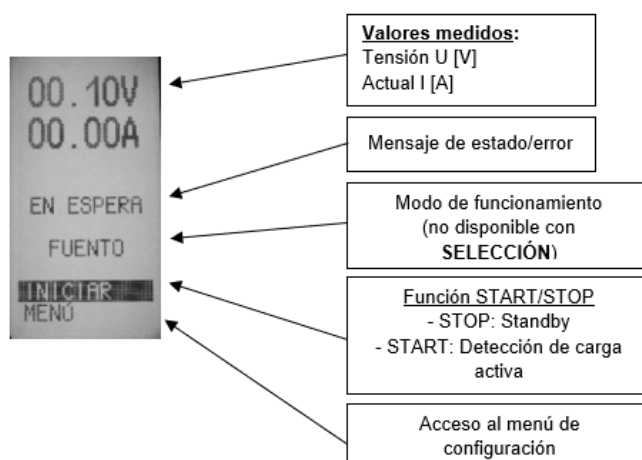 00.10V
00.00A
EN ESPERA
FUENTO
INICIAR
MENÚ
Valores medidos:
Tensión U [V]
Actual I [A]
Mensaje de estado/error
Modo de funcionamiento
(no disponible con
SELECCIÓN)
Función START/STOP
- STOP: Standby
- START: Detección de carga
activa
Acceso al menú de
configuración